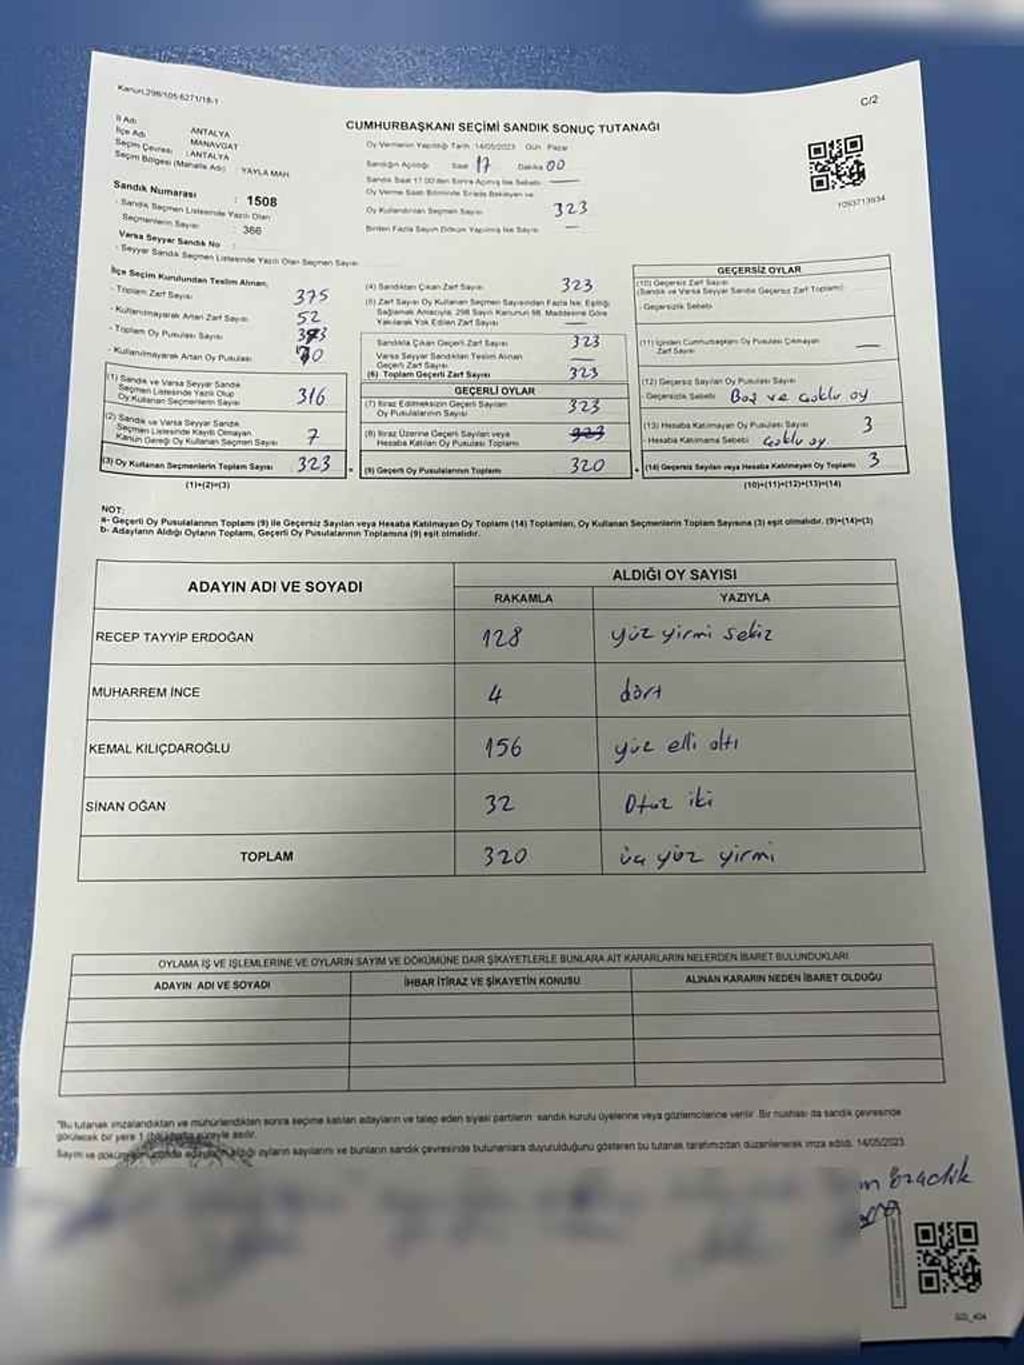 Kanun.298/105-6271/18-1
C/2
CUMHURBAŞKANI SEÇİMİ SANDIK SONUÇ TUTANAĞI
İl Adı : ANTALYA
İlçe Adı : MANAVGAT
Seçim Çevresi : ANTALYA
Seçim Bölgesi (Mahalle Adı) : YAYLA MAH.
Sandık Numarası : 1508
- Sandık Seçmen Listesinde Yazılı Olan
Seçmenlerin Sayısı : 366
Varsa Seyyar Sandık No :
- Seyyar Sandık Seçmen Listesinde Yazılı Olan Seçmen Sayısı
Oy Vermenin Yapıldığı Tarih 14/05/2023 Gün Pazar
Sandığın Açıldığı Saat 17 Dakika 00
Sandık Saat 17.00'den Sonra Açılmış İse Sebebi
Oy Verme Saati Bitiminde Sırada Bekleyen ve
Oy Kullandırılan Seçmen Sayısı 323
Birden Fazla Sayım Döküm Yapılmış İse Sayısı —
1093713934
İlçe Seçim Kurulundan Teslim Alınan;
- Toplam Zarf Sayısı 375
- Kullanılmayarak Artan Zarf Sayısı 52
- Toplam Oy Pusulası Sayısı
- Kullanılmayarak Artan Oy Pusulası
(1) Sandık ve Varsa Seyyar Sandık
Seçmen Listesinde Yazılı Olup
Oy Kullanan Seçmenlerin Sayısı 316
(2) Sandık ve Varsa Seyyar Sandık
Seçmen Listesinde Kayıtlı Olmayan,
Kanun Gereği Oy Kullanan Seçmen Sayısı 7
(3) Oy Kullanan Seçmenlerin Toplam Sayısı 323
(1)+(2)=(3)
(4) Sandıktan Çıkan Zarf Sayısı 323
(5) Zarf Sayısı Oy Kullanan Seçmen Sayısından Fazla İse, Eşitliği
Sağlamak Amacıyla, 298 Sayılı Kanunun 98. Maddesine Göre
Yakılarak Yok Edilen Zarf Sayısı —
Sandıkta Çıkan Geçerli Zarf Sayısı 323
Varsa Seyyar Sandıktan Teslim Alınan
Geçerli Zarf Sayısı —
(6) Toplam Geçerli Zarf Sayısı 323
GEÇERLİ OYLAR
(7) İtiraz Edilmeksizin Geçerli Sayılan
Oy Pusulalarının Sayısı 323
(8) İtiraz Üzerine Geçerli Sayılan veya
Hesaba Katılan Oy Pusulası Toplamı 323
(9) Geçerli Oy Pusulalarının Toplamı 320
GEÇERSİZ OYLAR
(10) Geçersiz Zarf Sayısı
(Sandık ve Varsa Seyyar Sandık Geçersiz Zarf Toplamı)
- Geçersizlik Sebebi
(11) İçinden Cumhurbaşkanı Oy Pusulası Çıkmayan
Zarf Sayısı —
(12) Geçersiz Sayılan Oy Pusulası Sayısı
- Geçersizlik Sebebi Boş ve çoklu oy
(13) Hesaba Katılmayan Oy Pusulası Sayısı 3
- Hesaba Katılmama Sebebi çoklu oy
(14) Geçersiz Sayılan veya Hesaba Katılmayan Oy Toplamı 3
(10)+(11)+(12)+(13)=(14)
NOT:
a- Geçerli Oy Pusulalarının Toplamı (9) ile Geçersiz Sayılan veya Hesaba Katılmayan Oy Toplamı (14) Toplamları, Oy Kullanan Seçmenlerin Toplam Sayısına (3) eşit olmalıdır. (9)+(14)=(3)
b- Adayların Aldığı Oyların Toplamı, Geçerli Oy Pusulalarının Toplamına (9) eşit olmalıdır.
ADAYIN ADI VE SOYADI ALDIĞI OY SAYISI
RAKAMLA YAZIYLA
RECEP TAYYİP ERDOĞAN 128 yüz yirmi sekiz
MUHARREM İNCE 4 dört
KEMAL KILIÇDAROĞLU 156 yüz elli altı
SİNAN OĞAN 32 Otuz iki
TOPLAM 320 üç yüz yirmi
OYLAMA İŞ VE İŞLEMLERİNE VE OYLARIN SAYIM VE DÖKÜMÜNE DAİR ŞİKAYETLERLE BUNLARA AİT KARARLARIN NELERDEN İBARET BULUNDUKLARI
ADAYIN ADI VE SOYADI İHBAR İTİRAZ VE ŞİKAYETİN KONUSU ALINAN KARARIN NEDEN İBARET OLDUĞU
"Bu tutanak imzalandıktan ve mühürlendikten sonra seçime katılan adayların ve talep eden siyasi partilerin sandık kurulu üyelerine veya gözlemcilerine verilir. Bir nüshası da sandık çevresinde
görülecek bir yere 1 süreyle asılır.
Sayım ve aldığı oyların sayılarını ve bunların sandık çevresinde bulunanlara duyurulduğunu gösteren bu tutanak tarafımızdan düzenlenerek imza edildi. 14/05/2023